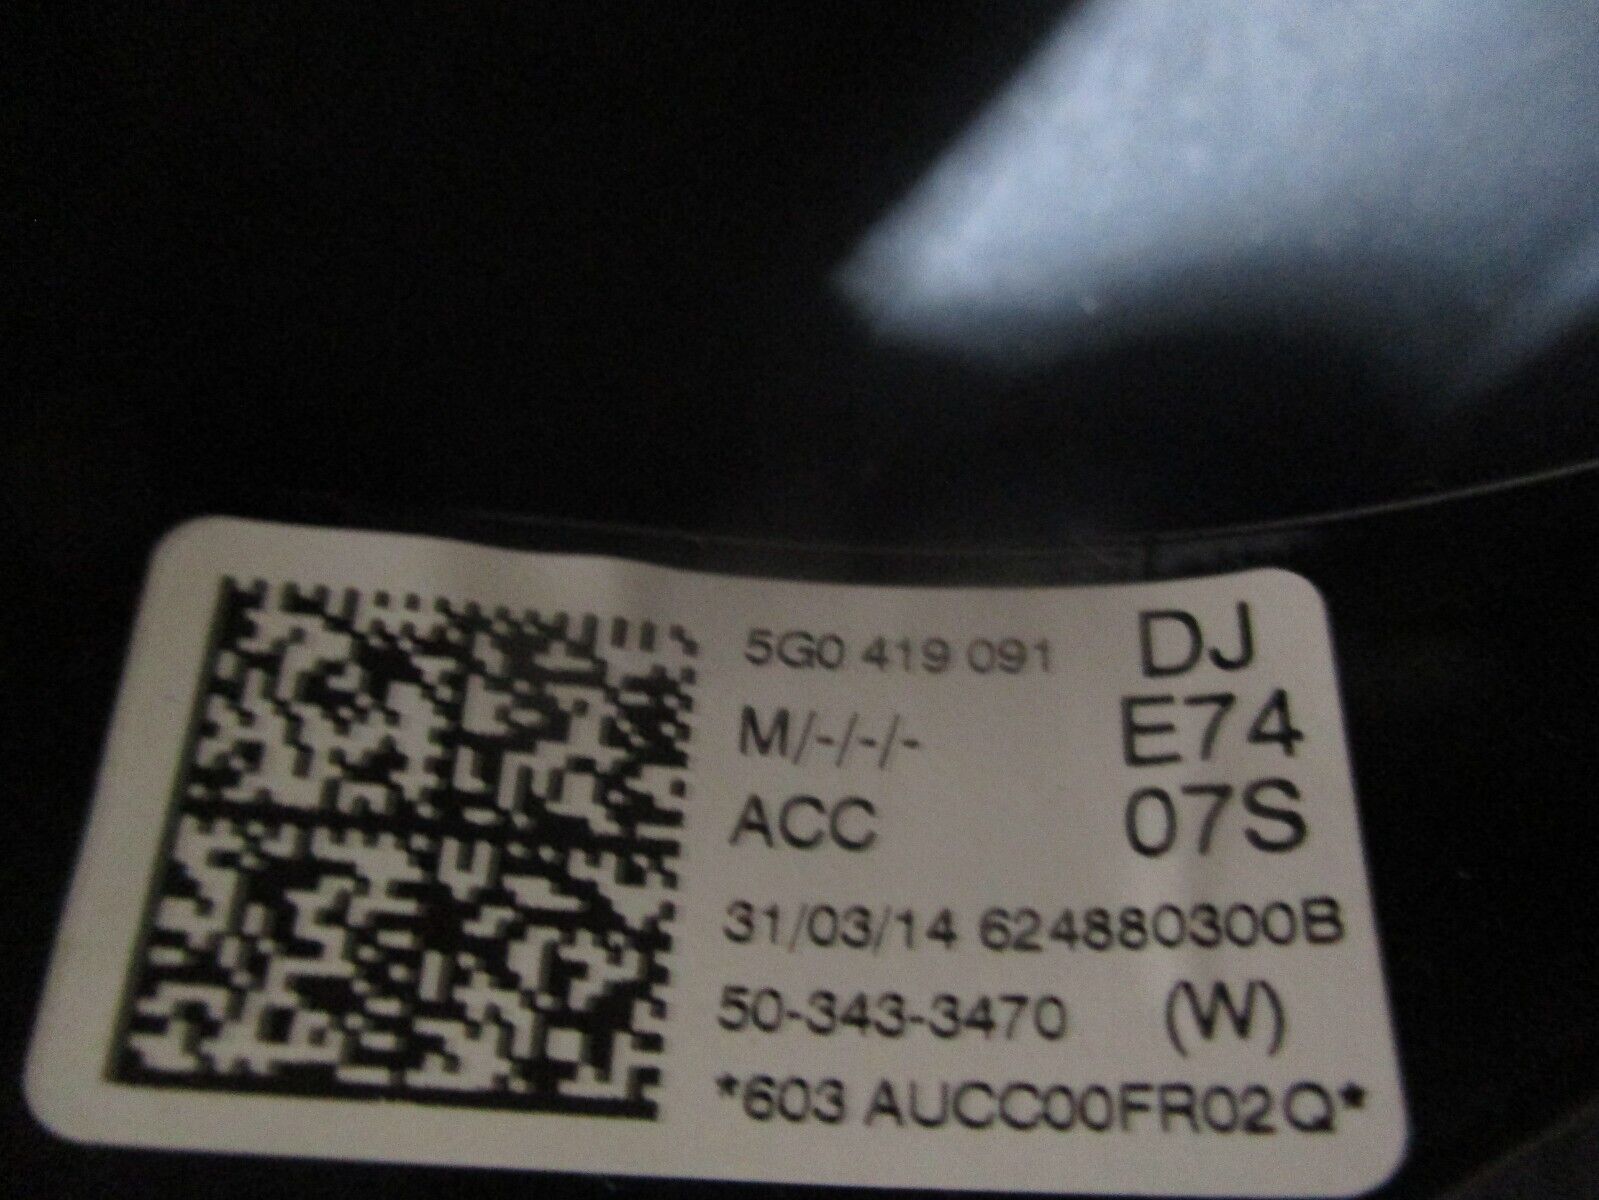 5G0 419 091 DJ
M/-/-/- E74
ACC 07S
31/03/14 624880300B
50-343-3470 (W)
*603 AUCC00FR02Q*